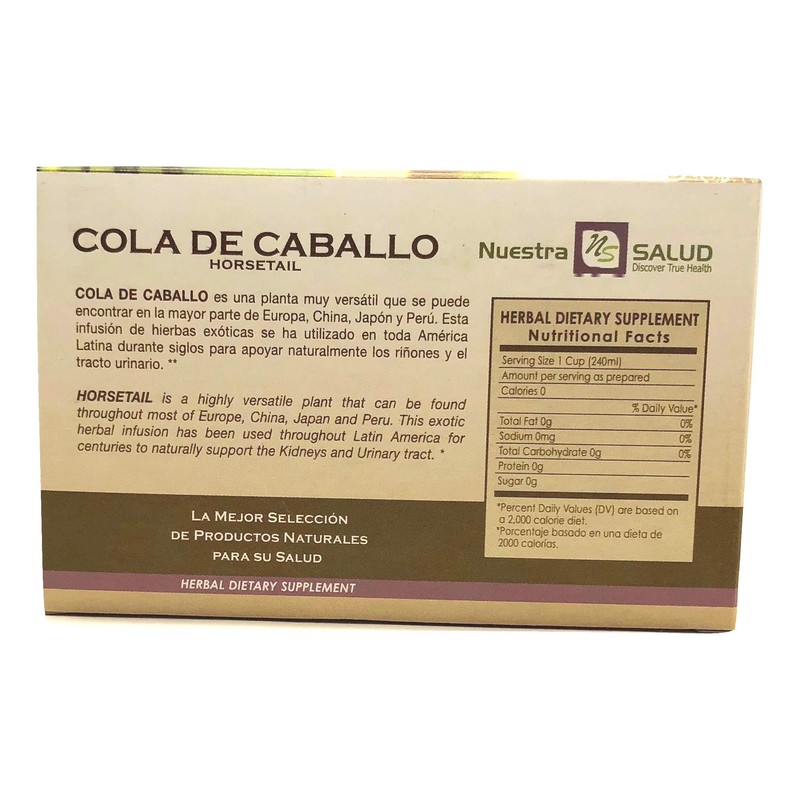 COLA DE CABALLO
HORSETAIL
COLA DE CABALLO es una planta muy versátil que se puede
encontrar en la mayor parte de Europa, China, Japón y Perú. Esta
infusión de hierbas exóticas se ha utilizado en toda América
Latina durante siglos para apoyar naturalmente los riñones y el
tracto urinario. **
HORSETAIL is a highly versatile plant that can be found
throughout most of Europe, China, Japan and Peru. This exotic
herbal infusion has been used throughout Latin America for
centuries to naturally support the Kidneys and Urinary tract. *
Nuestra NS SALUD
Discover True Health
HERBAL DIETARY SUPPLEMENT
Nutritional Facts
Serving Size 1 Cup (240ml)
Amount per serving as prepared
Calories 0
% Daily Value*
Total Fat 0g 0%
Sodium 0mg 0%
Total Carbohydrate 0g 0%
Protein 0g
Sugar 0g
*Percent Daily Values (DV) are based on
a 2,000 calorie diet.
*Porcentaje basado en una dieta de
2000 calorías.
LA MEJOR SELECCIÓN
DE PRODUCTOS NATURALES
PARA SU SALUD
HERBAL DIETARY SUPPLEMENT